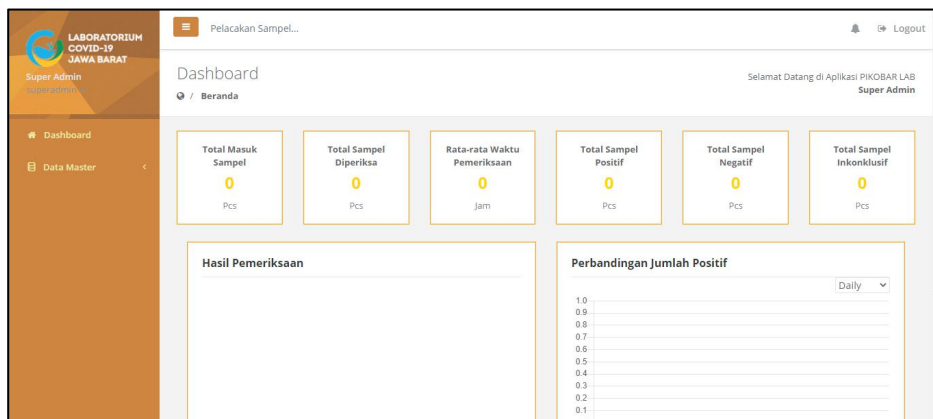 LABORATORIUM
COVID-19
JAWA BARAT
Super Admin
superadmin
Dashboard
Data Master
Pelacakan Sampel...
Logout
Dashboard
/ Beranda
Selamat Datang di Aplikasi PIKOBAR LAB
Super Admin
Total Masuk
Sampel
0
Pcs
Total Sampel
Diperiksa
0
Pcs
Rata-rata Waktu
Pemeriksaan
0
Jam
Total Sampel
Positif
0
Pcs
Total Sampel
Negatif
0
Pcs
Total Sampel
Inkonklusif
0
Pcs
Hasil Pemeriksaan
Perbandingan Jumlah Positif
Daily
1.0
0.9
0.8
0.7
0.6
0.5
0.4
0.3
0.2
0.1